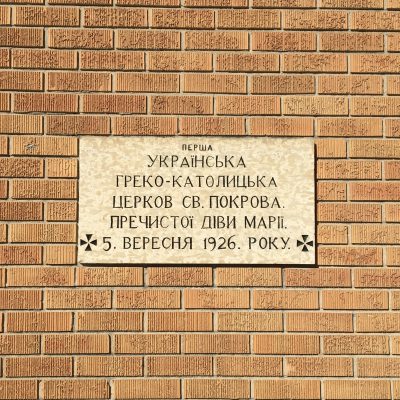 ПЕРША
УКРАЇНСЬКА
ГРЕКО-КАТОЛИЦЬКА
ЦЕРКОВ СВ. ПОКРОВА.
ПРЕЧИСТОЇ ДІВИ МАРІЇ.
5. ВЕРЕСНЯ 1926. РОКУ.